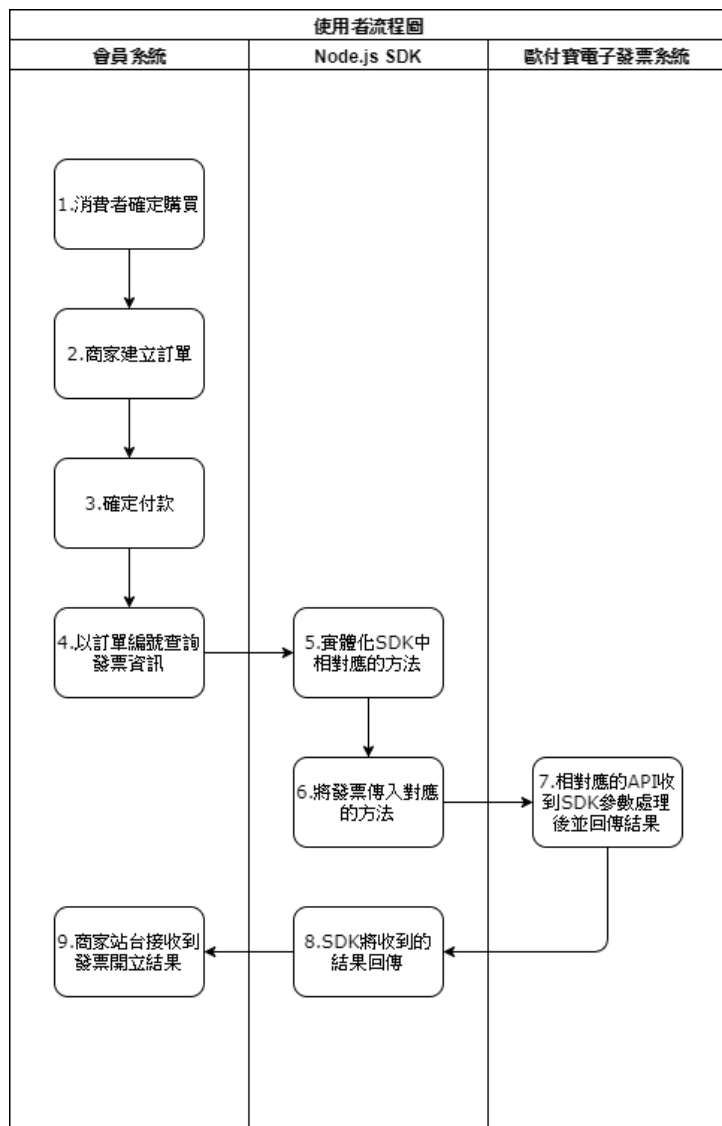 使用者流程圖
會員系統
Node.js SDK
歐付寶電子發票系統
1.消費者確定購買
2.商家建立訂單
3.確定付款
4.以訂單編號查詢
發票資訊
5.實體化SDK中
相對應的方法
6.將發票傳入對應
的方法
7.相對應的API收
到SDK參數處理
後並回傳結果
8.SDK將收到的
結果回傳
9.商家站台接收到
發票開立結果